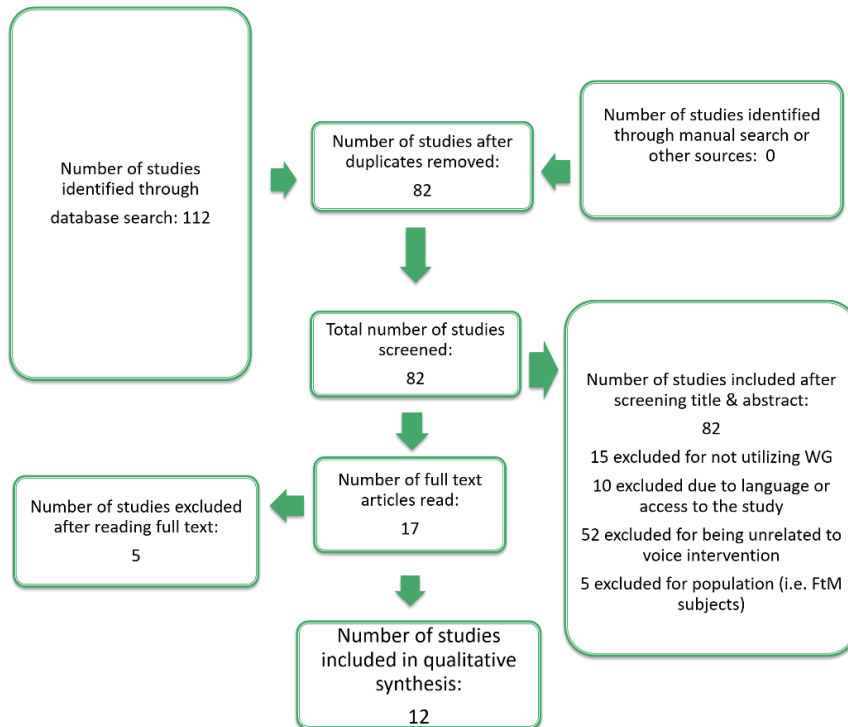 Number of studies
identified through
database search: 112
Number of studies after
duplicates removed:
82
Number of studies identified
through manual search or
other sources:  0
Total number of studies
screened:
82
Number of studies included after
screening title & abstract:
82
15 excluded for not utilizing WG
10 excluded due to language or
access to the study
52 excluded for being unrelated to
voice intervention
5 excluded for population (i.e. FtM
subjects)
Number of full text
articles read:
17
Number of studies excluded
after reading full text:
5
Number of studies
included in qualitative
synthesis:
12